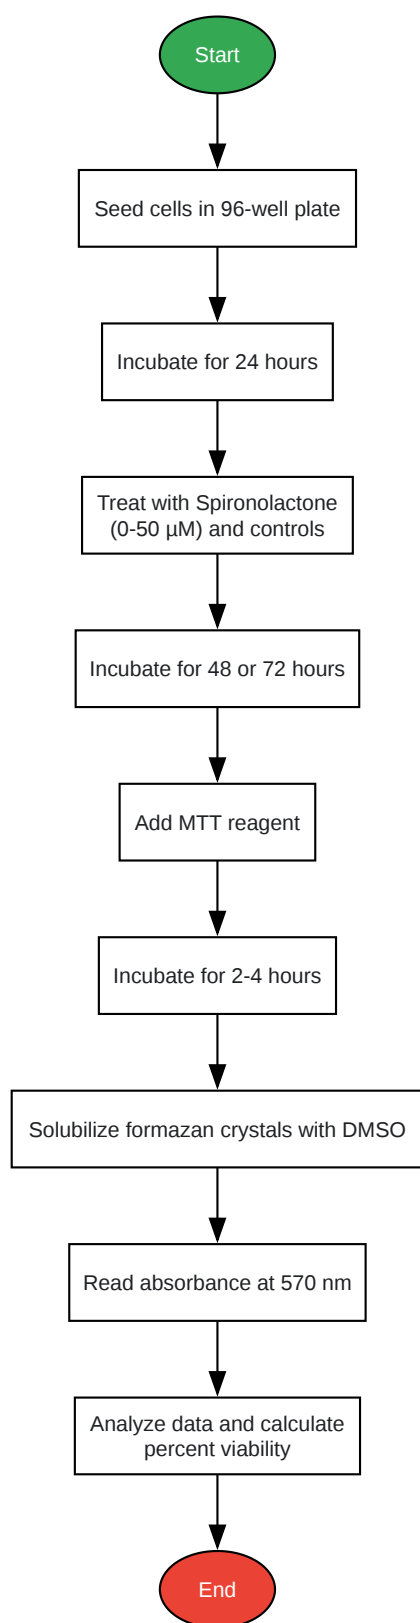 Start
Seed cells in 96-well plate
Incubate for 24 hours
Treat with Spironolactone
(0-50 µM) and controls
Incubate for 48 or 72 hours
Add MTT reagent
Incubate for 2-4 hours
Solubilize formazan crystals with DMSO
Read absorbance at 570 nm
Analyze data and calculate
percent viability
End